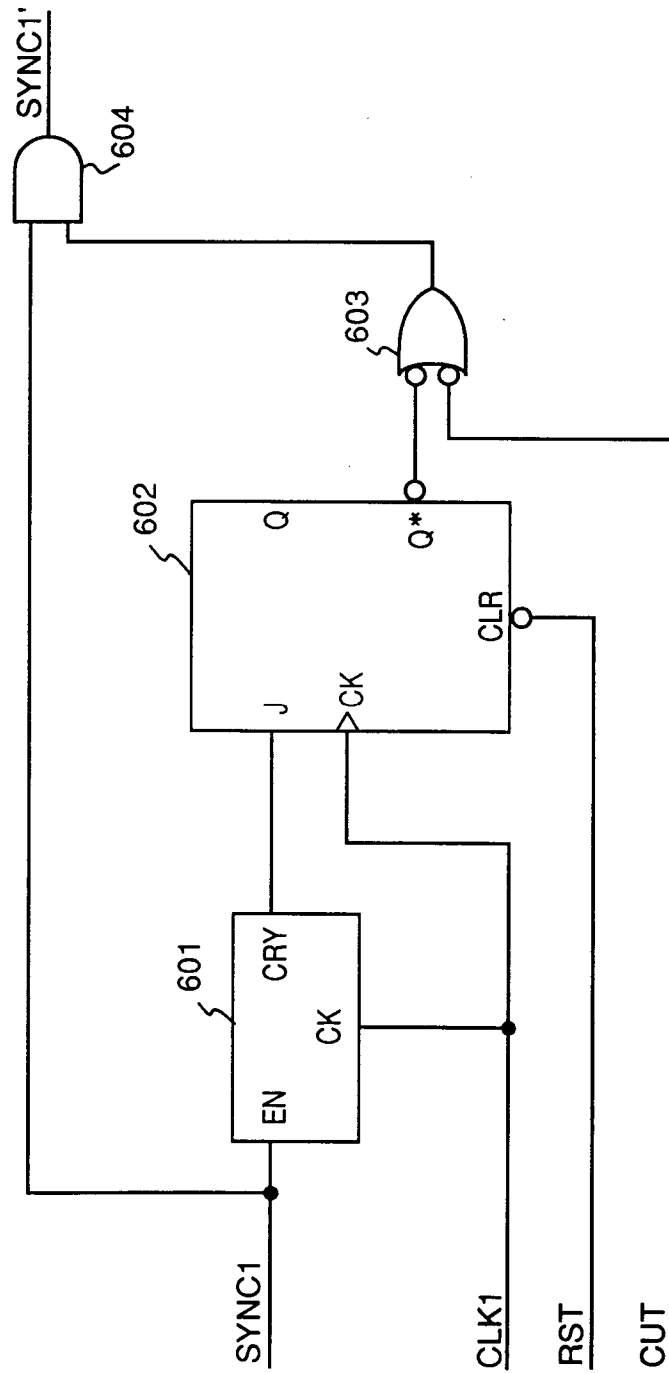 SYNC1'
604
603
602
Q
Q*
J
CK
CLR
601
CRY
EN
CK
SYNC1
CLK1
RST
CUT